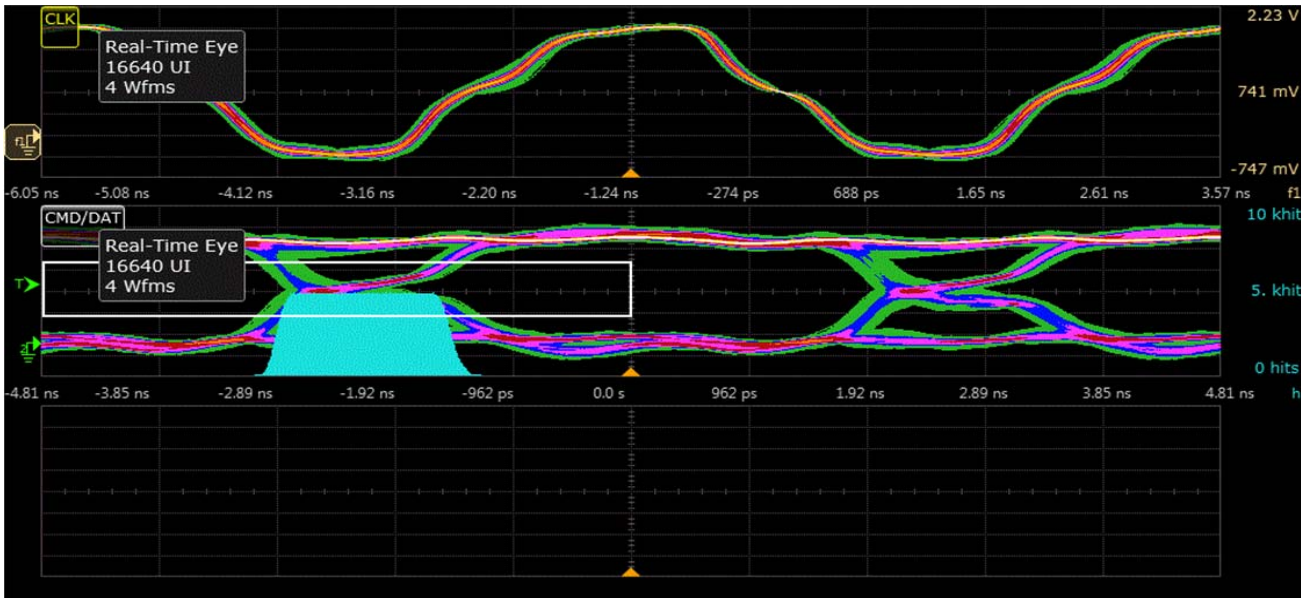 CLK
2.23 V
Real-Time Eye
16640 UI
4 Wfms
741 mV
-747 mV
-6.05 ns -5.08 ns -4.12 ns -3.16 ns -2.20 ns -1.24 ns -274 ps 688 ps 1.65 ns 2.61 ns 3.57 ns f1
CMD/DAT
10 khit
Real-Time Eye
16640 UI
4 Wfms
T
5. khit
0 hits
-4.81 ns -3.85 ns -2.89 ns -1.92 ns -962 ps 0.0 s 962 ps 1.92 ns 2.89 ns 3.85 ns 4.81 ns h